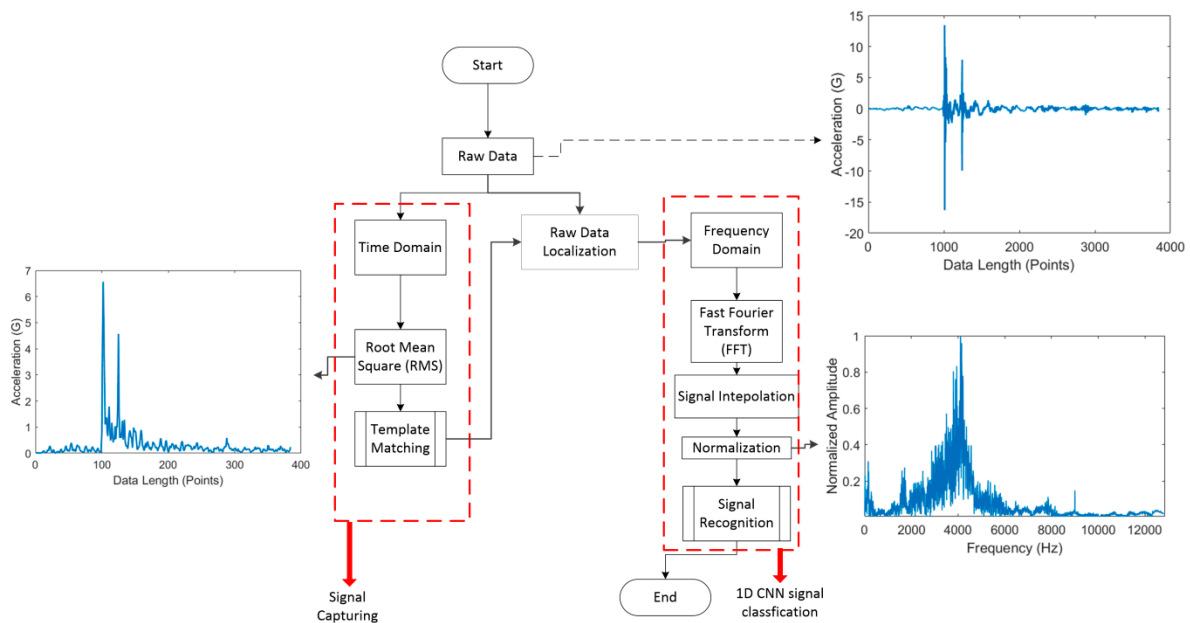 Start
Raw Data
Time Domain
Root Mean
Square (RMS)
Template
Matching
Signal
Capturing
Raw Data
Localization
Frequency
Domain
Fast Fourier
Transform
(FFT)
Signal Intepolation
Normalization
Signal
Recognition
End
1D CNN signal
classfication
Acceleration (G)
7
6
5
4
3
2
1
0
0 100 200 300 400
Data Length (Points)
Acceleration (G)
15
10
5
0
-5
-10
-15
-20
0 1000 2000 3000 4000
Data Length (Points)
Normalized Amplitude
1
0.8
0.6
0.4
0.2
0 2000 4000 6000 8000 10000 12000
Frequency (Hz)